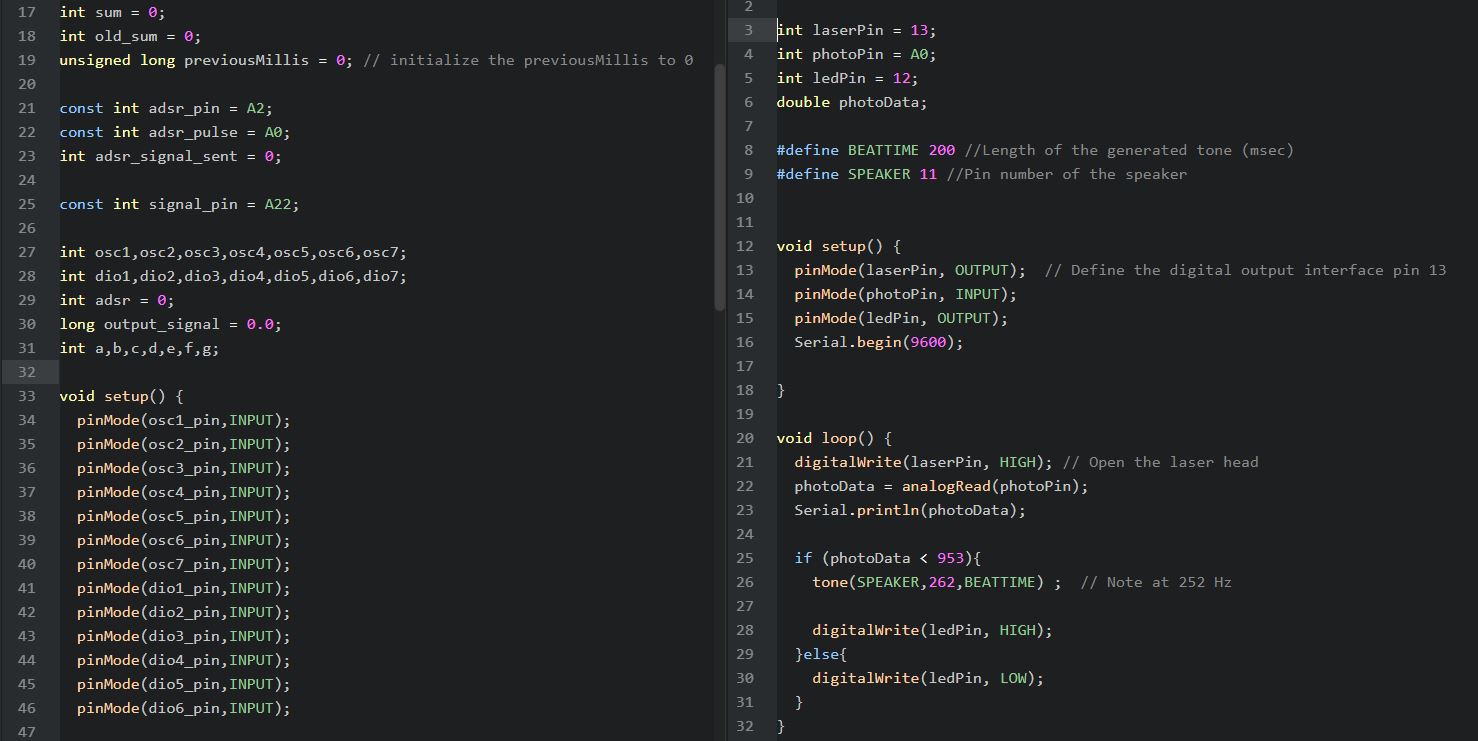 17 int sum = 0;
18 int old_sum = 0;
19 unsigned long previousMillis = 0; // initialize the previousMillis to 0
20
21 const int adsr_pin = A2;
22 const int adsr_pulse = A0;
23 int adsr_signal_sent = 0;
24
25 const int signal_pin = A22;
26
27 int osc1,osc2,osc3,osc4,osc5,osc6,osc7;
28 int dio1,dio2,dio3,dio4,dio5,dio6,dio7;
29 int adsr = 0;
30 long output_signal = 0.0;
31 int a,b,c,d,e,f,g;
32
33 void setup() {
34 pinMode(osc1_pin,INPUT);
35 pinMode(osc2_pin,INPUT);
36 pinMode(osc3_pin,INPUT);
37 pinMode(osc4_pin,INPUT);
38 pinMode(osc5_pin,INPUT);
39 pinMode(osc6_pin,INPUT);
40 pinMode(osc7_pin,INPUT);
41 pinMode(dio1_pin,INPUT);
42 pinMode(dio2_pin,INPUT);
43 pinMode(dio3_pin,INPUT);
44 pinMode(dio4_pin,INPUT);
45 pinMode(dio5_pin,INPUT);
46 pinMode(dio6_pin,INPUT);
47
2
3 int laserPin = 13;
4 int photoPin = A0;
5 int ledPin = 12;
6 double photoData;
7
8 #define BEATTIME 200 //Length of the generated tone (msec)
9 #define SPEAKER 11 //Pin number of the speaker
10
11
12 void setup() {
13 pinMode(laserPin, OUTPUT); // Define the digital output interface pin 13
14 pinMode(photoPin, INPUT);
15 pinMode(ledPin, OUTPUT);
16 Serial.begin(9600);
17
18 }
19
20 void loop() {
21 digitalWrite(laserPin, HIGH); // Open the laser head
22 photoData = analogRead(photoPin);
23 Serial.println(photoData);
24
25 if (photoData < 953){
26 tone(SPEAKER,262,BEATTIME) ; // Note at 252 Hz
27
28 digitalWrite(ledPin, HIGH);
29 }else{
30 digitalWrite(ledPin, LOW);
31 }
32 }